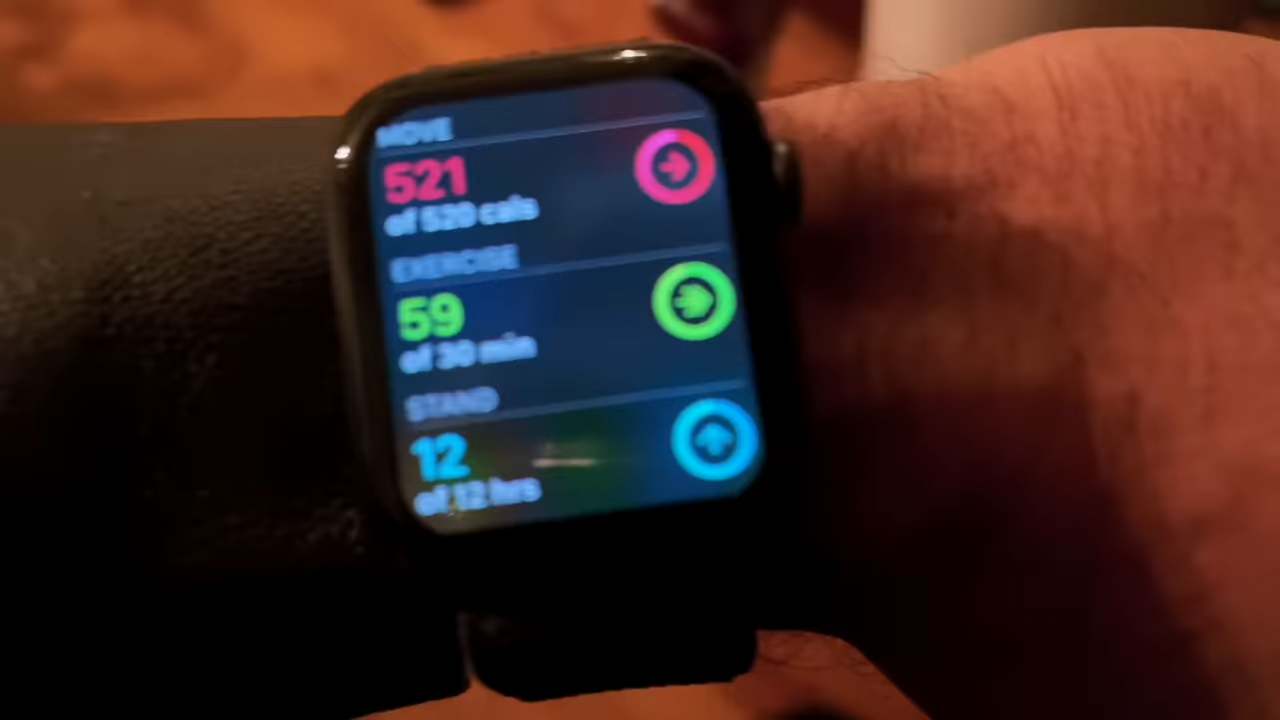 MOVE
521
of 520 cals
EXERCISE
59
of 30 min
STAND
12
of 12 hrs